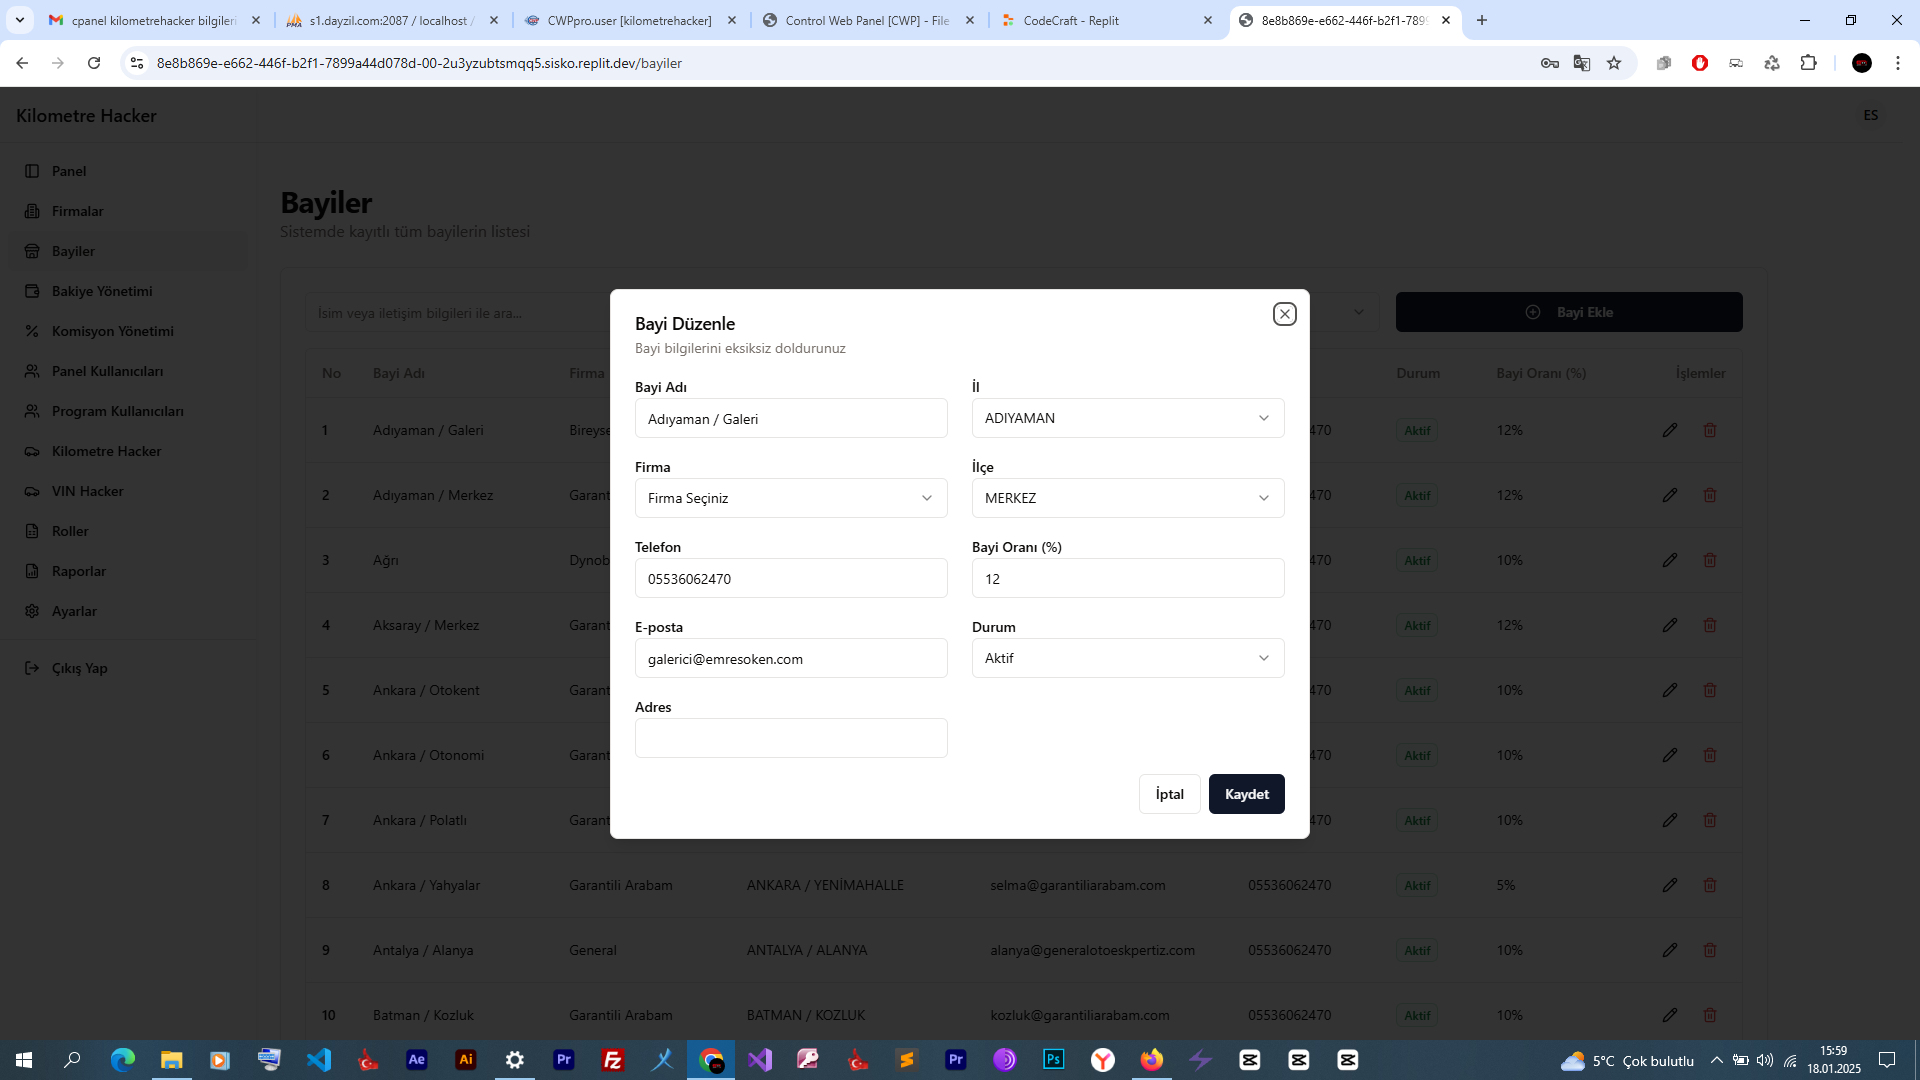 cpanel kilometrehacker bilgileri
s1.dayzil.com:2087 / localhost /
CWPpro.user [kilometrehacker]
Control Web Panel [CWP] - File
CodeCraft - Replit
8e8b869e-e662-446f-b2f1-7899
8e8b869e-e662-446f-b2f1-7899a44d078d-00-2u3yzubtsmqq5.sisko.replit.dev/bayiler
Kilometre Hacker
ES
Panel
Firmalar
Bayiler
Bakiye Yönetimi
Komisyon Yönetimi
Panel Kullanıcıları
Program Kullanıcıları
Kilometre Hacker
VIN Hacker
Roller
Raporlar
Ayarlar
Çıkış Yap
Bayiler
Sistemde kayıtlı tüm bayilerin listesi
İsim veya iletişim bilgileri ile ara...
Bayi Ekle
No Bayi Adı Firma Durum Bayi Oranı (%) İşlemler
1 Adıyaman / Galeri Bireyse 470 Aktif 12%
2 Adıyaman / Merkez Garant 470 Aktif 12%
3 Ağrı Dynob 470 Aktif 10%
4 Aksaray / Merkez Garant 470 Aktif 12%
5 Ankara / Otokent Garant 470 Aktif 10%
6 Ankara / Otonomi Garant 470 Aktif 10%
7 Ankara / Polatlı Garant 470 Aktif 10%
8 Ankara / Yahyalar Garantili Arabam ANKARA / YENİMAHALLE selma@garantiliarabam.com 05536062470 Aktif 5%
9 Antalya / Alanya General ANTALYA / ALANYA alanya@generalotoeskpertiz.com 05536062470 Aktif 10%
10 Batman / Kozluk Garantili Arabam BATMAN / KOZLUK kozluk@garantiliarabam.com 05536062470 Aktif 10%
Bayi Düzenle
Bayi bilgilerini eksiksiz doldurunuz
Bayi Adı
Adıyaman / Galeri
İl
ADIYAMAN
Firma
Firma Seçiniz
İlçe
MERKEZ
Telefon
05536062470
Bayi Oranı (%)
12
E-posta
galerici@emresoken.com
Durum
Aktif
Adres
İptal
Kaydet
5°C Çok bulutlu
15:59
18.01.2025